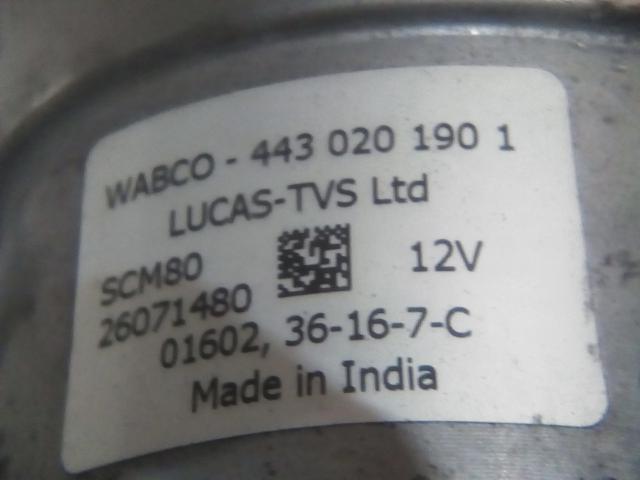 WABCO - 443 020 190 1
LUCAS-TVS Ltd
SCM80 12V
26071480
01602, 36-16-7-C
Made in India